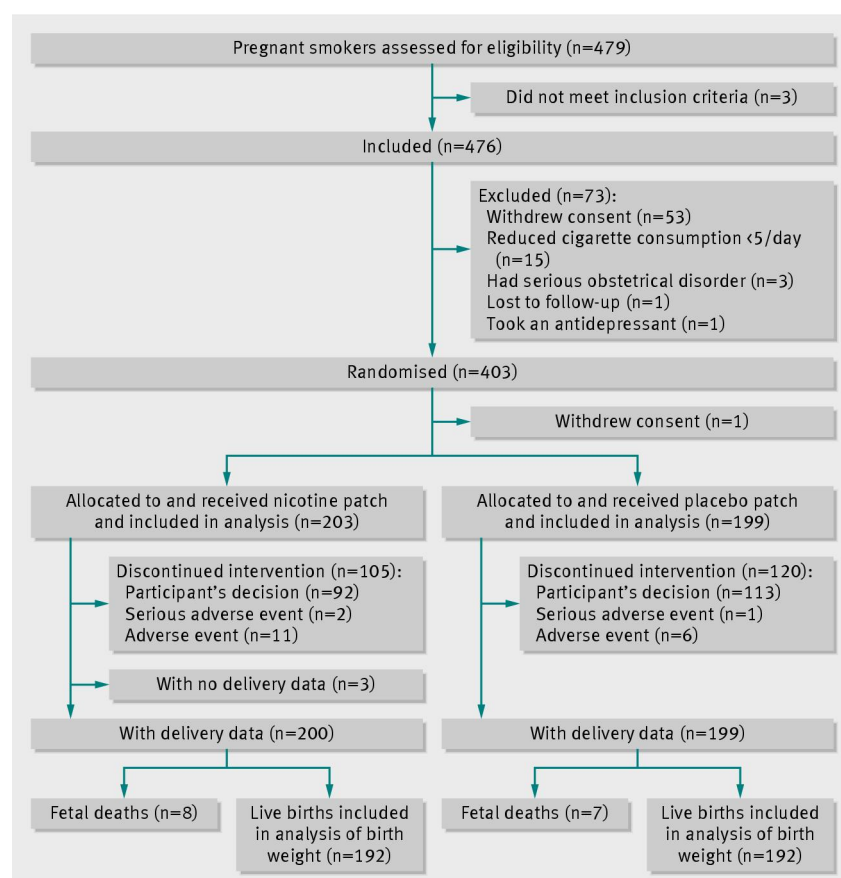 Pregnant smokers assessed for eligibility (n=479)
Did not meet inclusion criteria (n=3)
Included (n=476)
Excluded (n=73):
Withdrew consent (n=53)
Reduced cigarette consumption <5/day
(n=15)
Had serious obstetrical disorder (n=3)
Lost to follow-up (n=1)
Took an antidepressant (n=1)
Randomised (n=403)
Withdrew consent (n=1)
Allocated to and received nicotine patch
and included in analysis (n=203)
Allocated to and received placebo patch
and included in analysis (n=199)
Discontinued intervention (n=105):
Participant's decision (n=92)
Serious adverse event (n=2)
Adverse event (n=11)
Discontinued intervention (n=120):
Participant's decision (n=113)
Serious adverse event (n=1)
Adverse event (n=6)
With no delivery data (n=3)
With delivery data (n=200)
With delivery data (n=199)
Fetal deaths (n=8)
Live births included
in analysis of birth
weight (n=192)
Fetal deaths (n=7)
Live births included
in analysis of birth
weight (n=192)